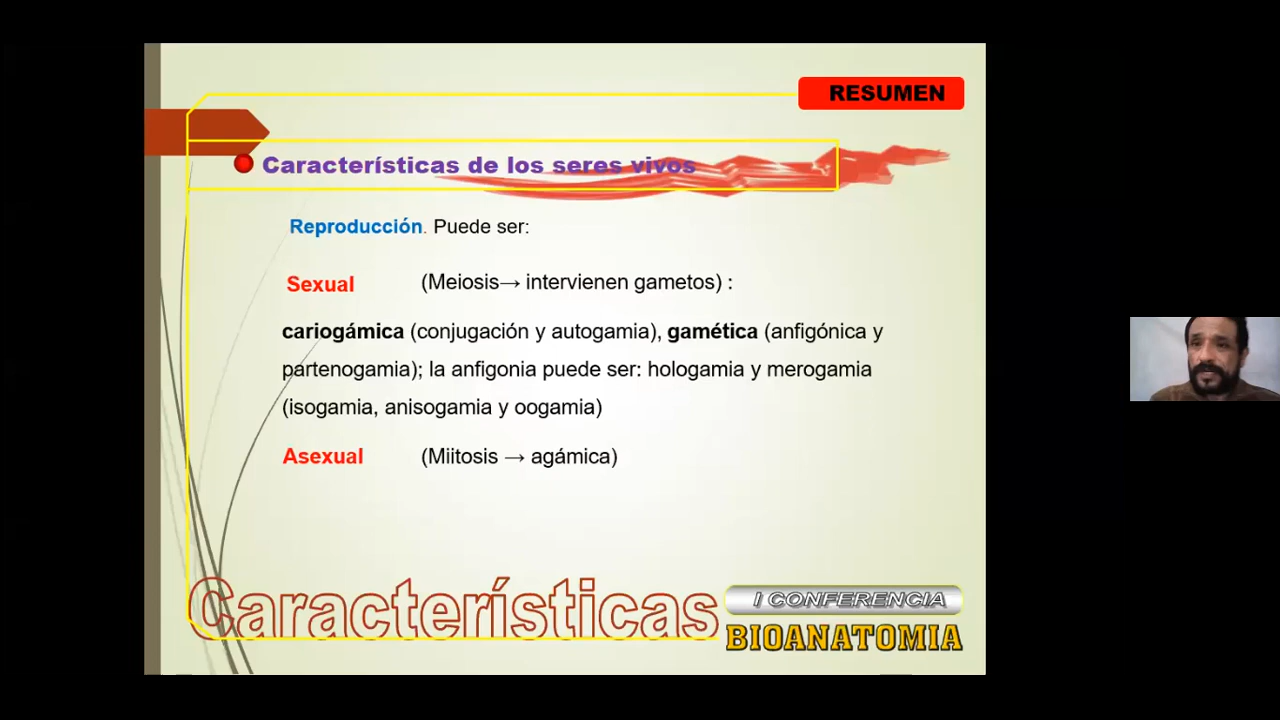 RESUMEN
Características de los seres vivos
Reproducción. Puede ser:
Sexual (Meiosis→ intervienen gametos) :
cariogámica (conjugación y autogamia), gamética (anfigónica y
partenogamia); la anfigonia puede ser: hologamia y merogamia
(isogamia, anisogamia y oogamia)
Asexual (Miitosis → agámica)
Características
I CONFERENCIA
BIOANATOMIA